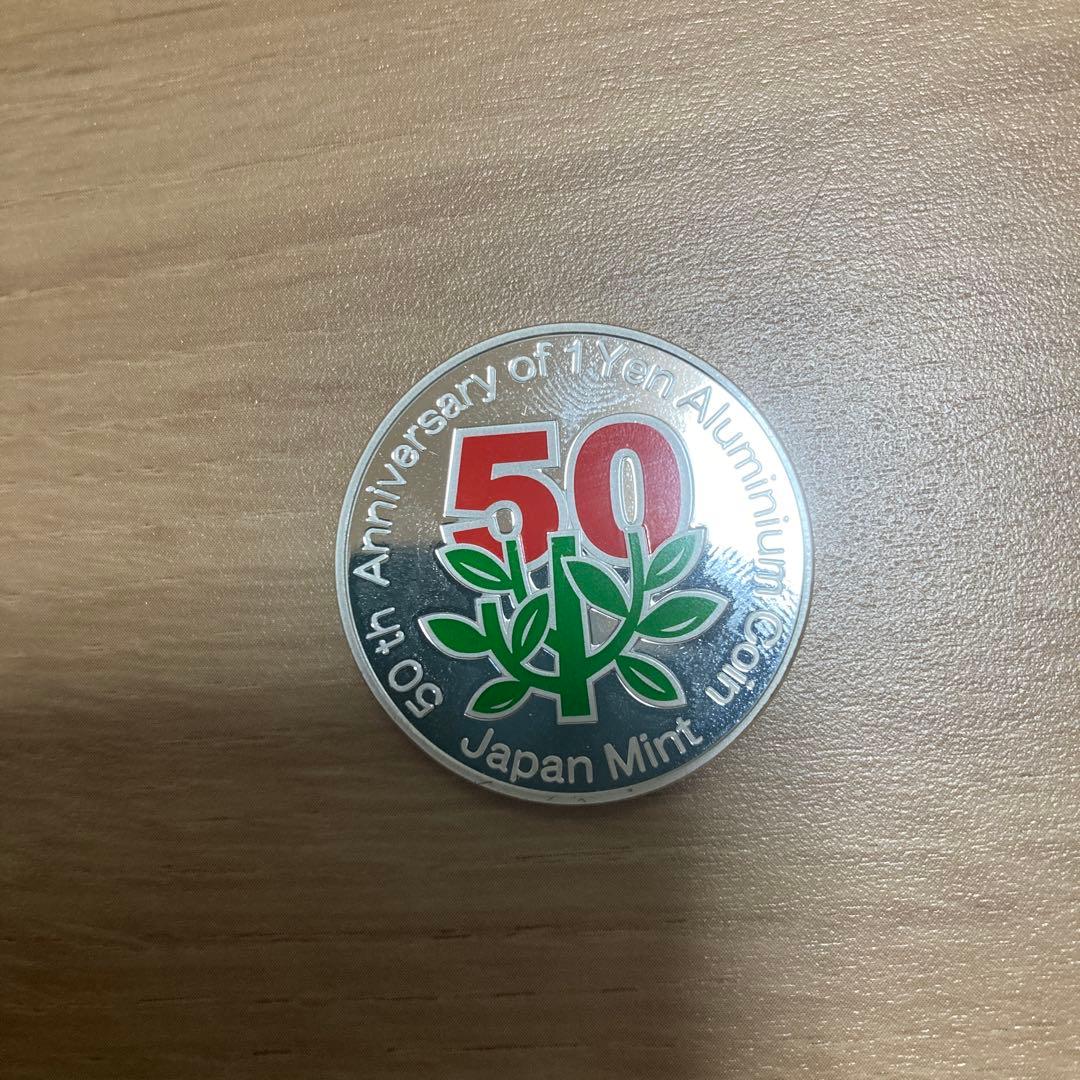 50th Anniversary of 1 Yen Aluminium Coin
50
Japan Mint